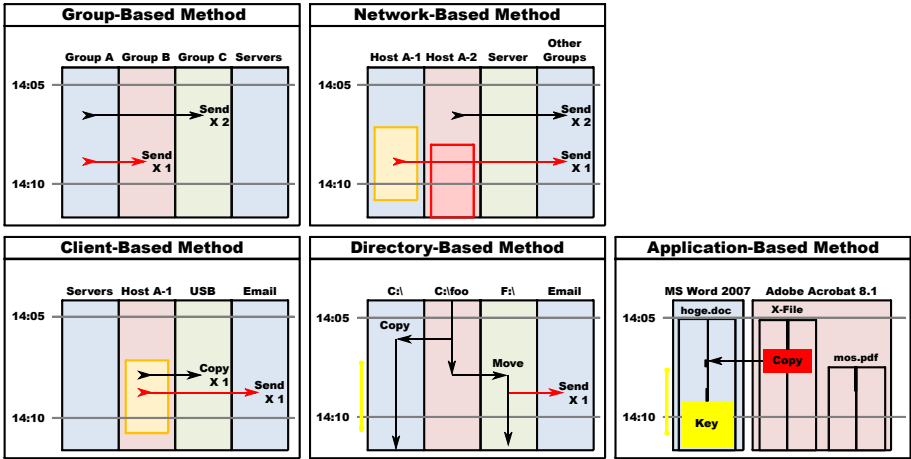 Group-Based Method
Group A Group B Group C Servers
14:05
Send
X 2
Send
X 1
14:10
Network-Based Method
Host A-1 Host A-2 Server Other
Groups
14:05
Send
X 2
Send
X 1
14:10
Client-Based Method
Servers Host A-1 USB Email
14:05
Copy
X 1
Send
X 1
14:10
Directory-Based Method
C:\ C:\foo F:\ Email
14:05
Copy
Move
Send
X 1
14:10
Application-Based Method
MS Word 2007 Adobe Acrobat 8.1
hoge.doc X-File
14:05
Copy
mos.pdf
14:10
Key